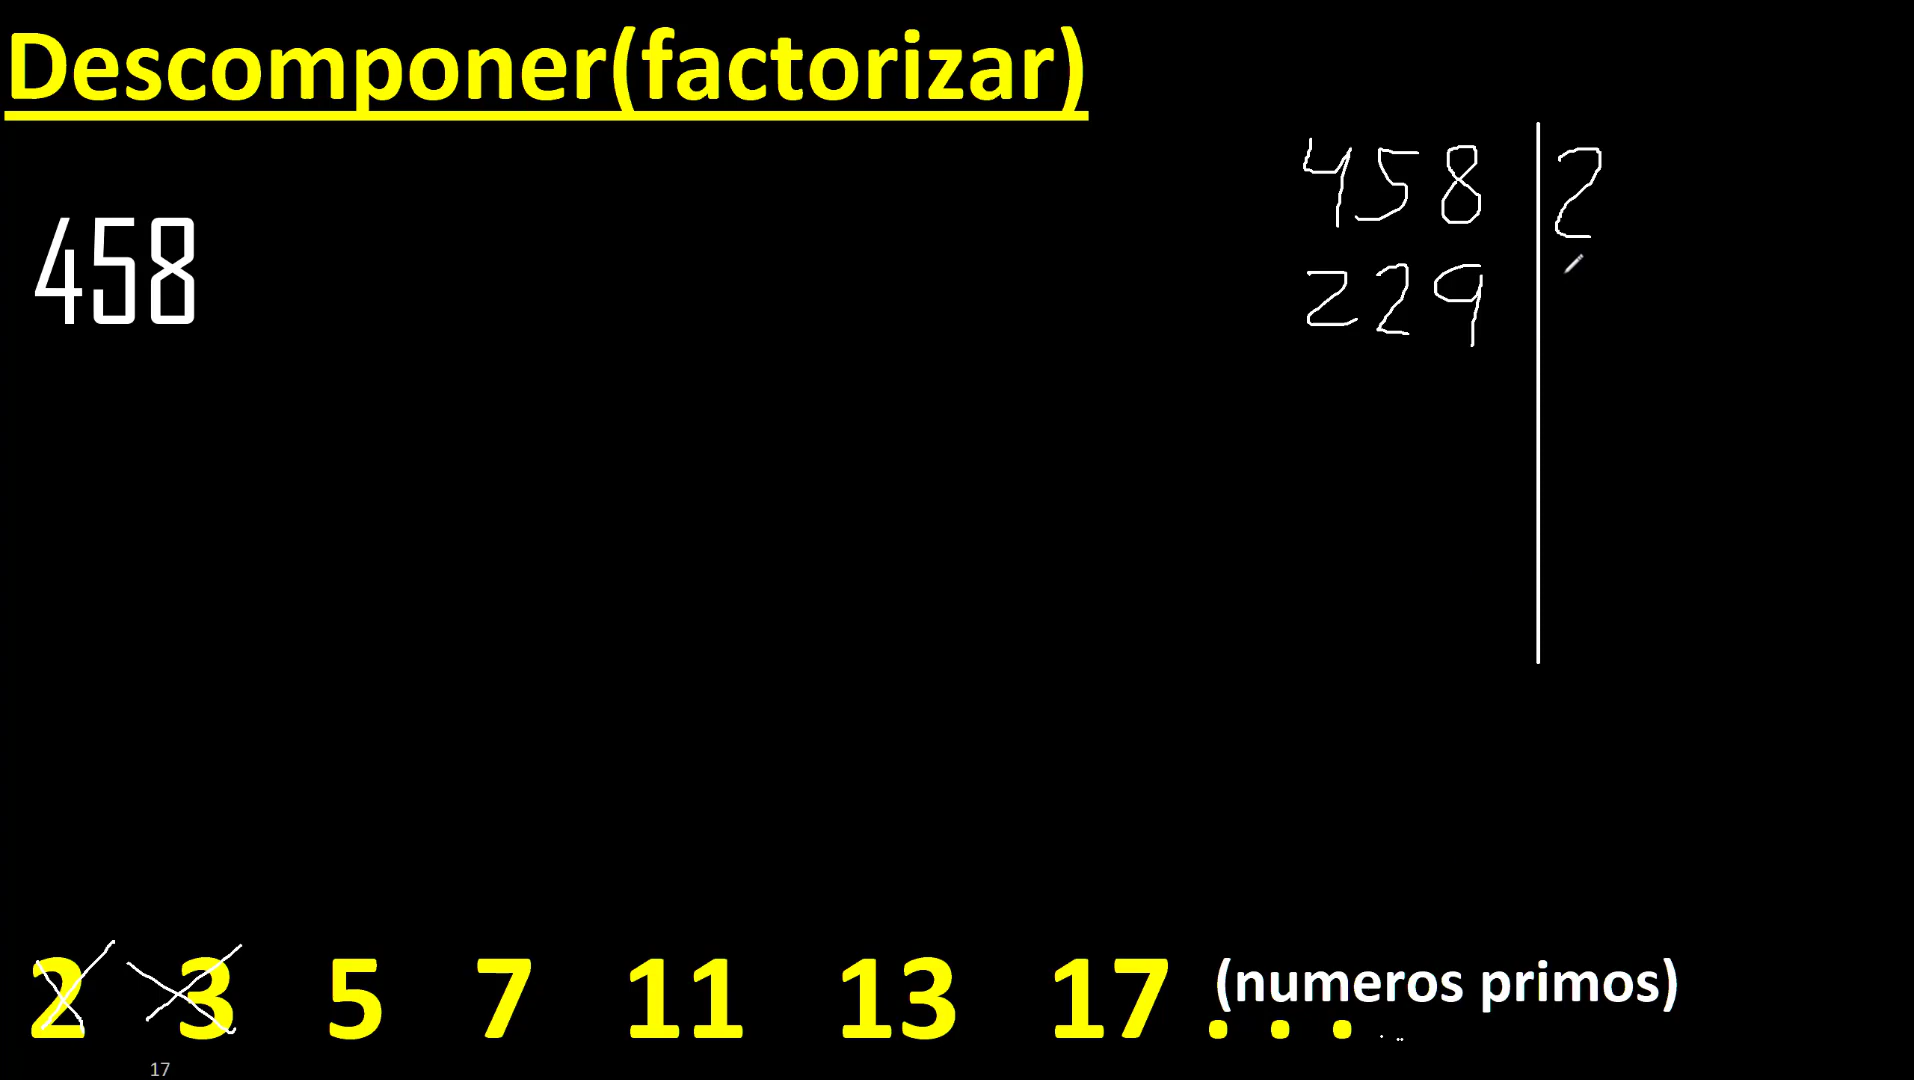 Descomponer(factorizar)
458 2
229
458
2 3 5 7 11 13 17 . . . (numeros primos)
17